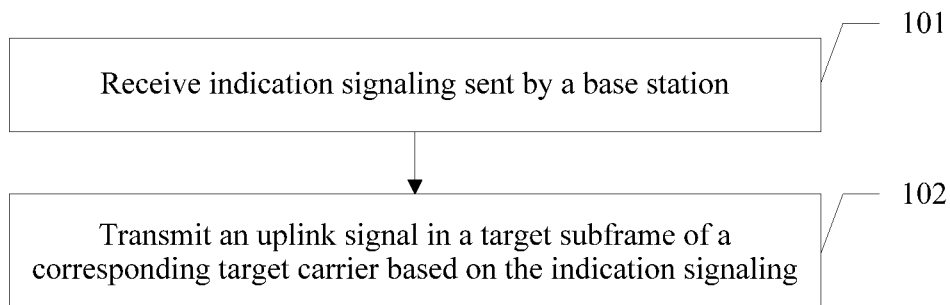 101
Receive indication signaling sent by a base station
102
Transmit an uplink signal in a target subframe of a
corresponding target carrier based on the indication signaling